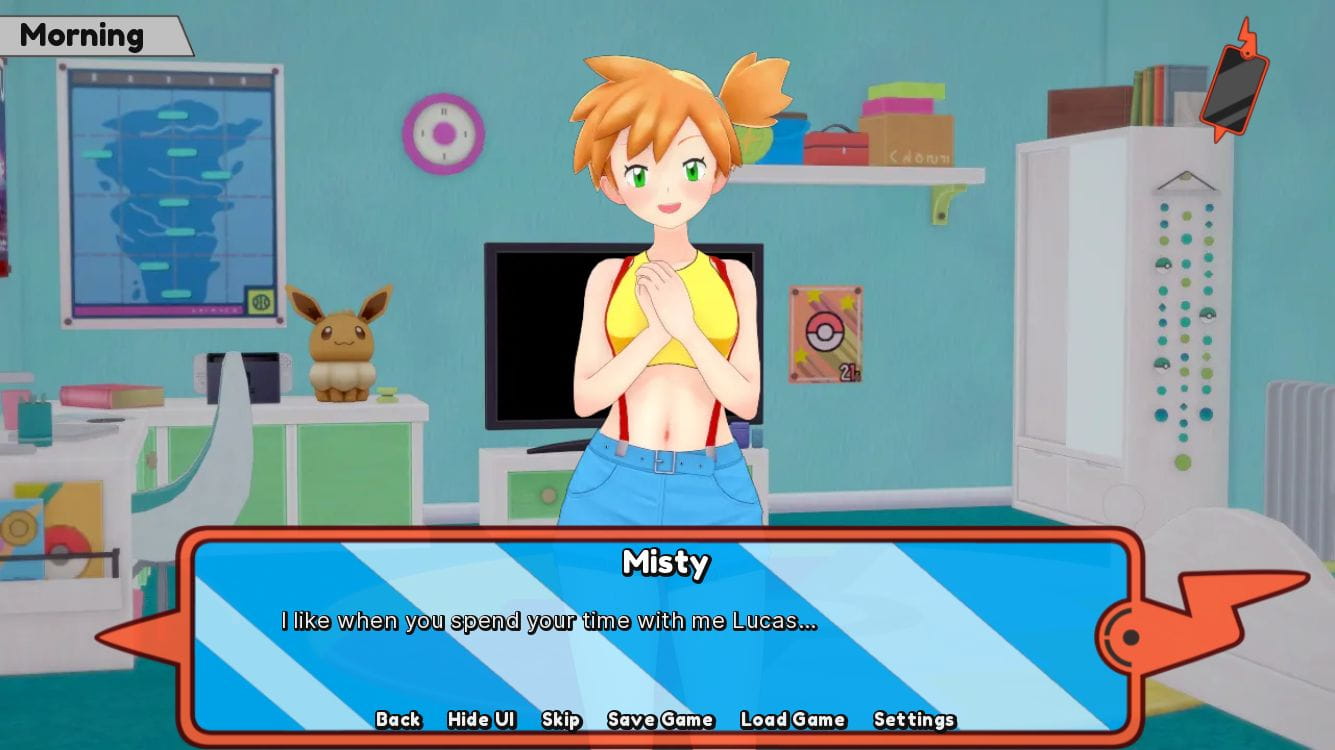 Morning
21
Misty
I like when you spend your time with me Lucas...
Back Hide UI Skip Save Game Load Game Settings